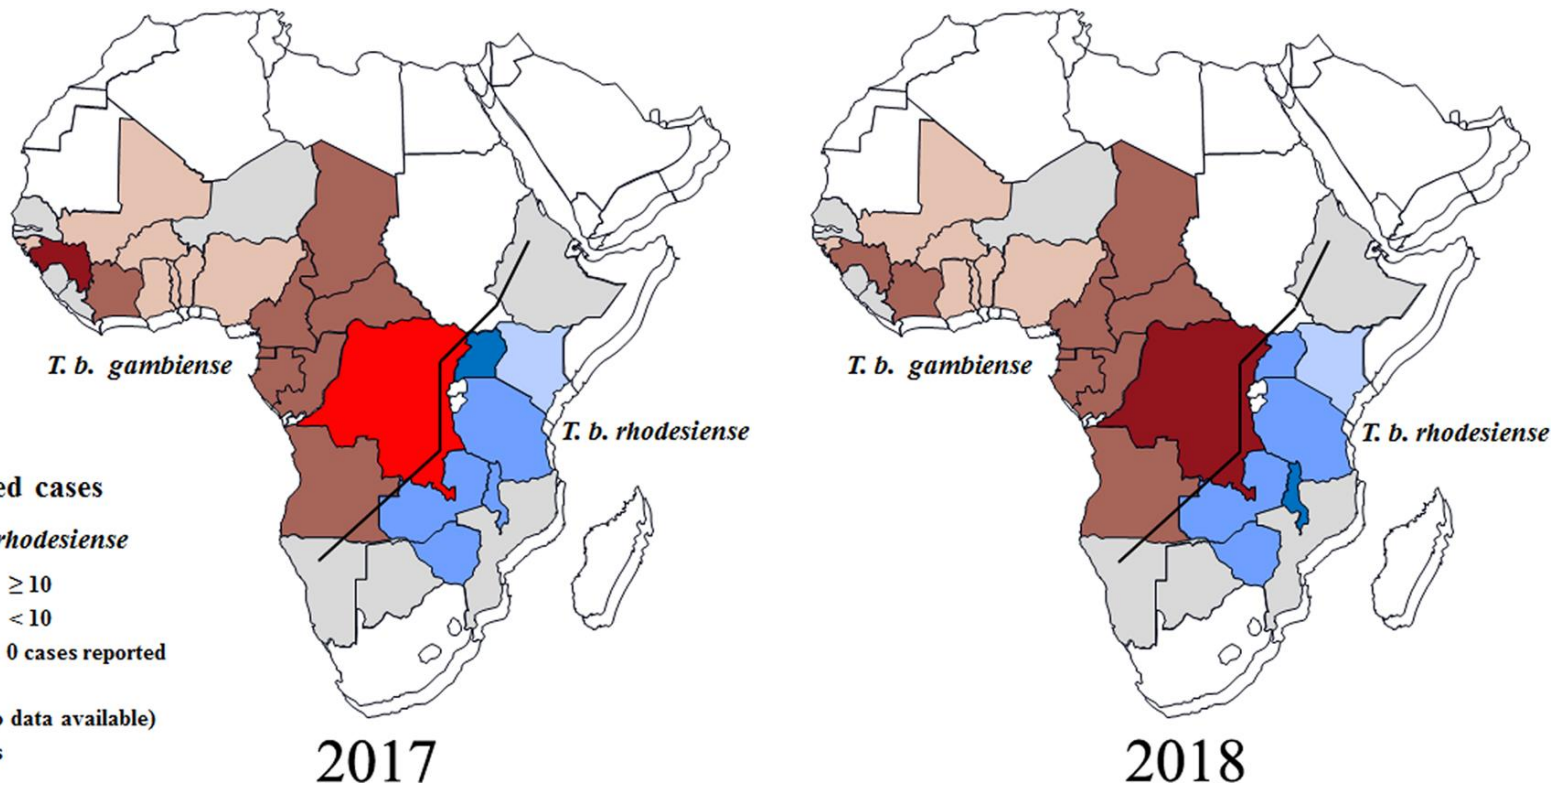 T. b. gambiense
T. b. rhodesiense
ed cases
rhodesiense
≥ 10
< 10
0 cases reported
data available)
s
2017
T. b. gambiense
T. b. rhodesiense
2018